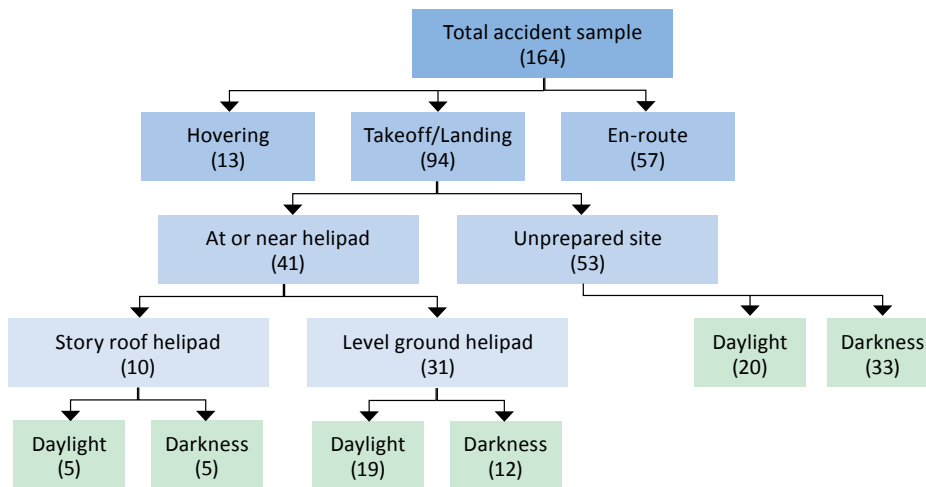 Total accident sample
(164)
Hovering
(13)
Takeoff/Landing
(94)
En-route
(57)
At or near helipad
(41)
Unprepared site
(53)
Story roof helipad
(10)
Level ground helipad
(31)
Daylight
(20)
Darkness
(33)
Daylight
(5)
Darkness
(5)
Daylight
(19)
Darkness
(12)